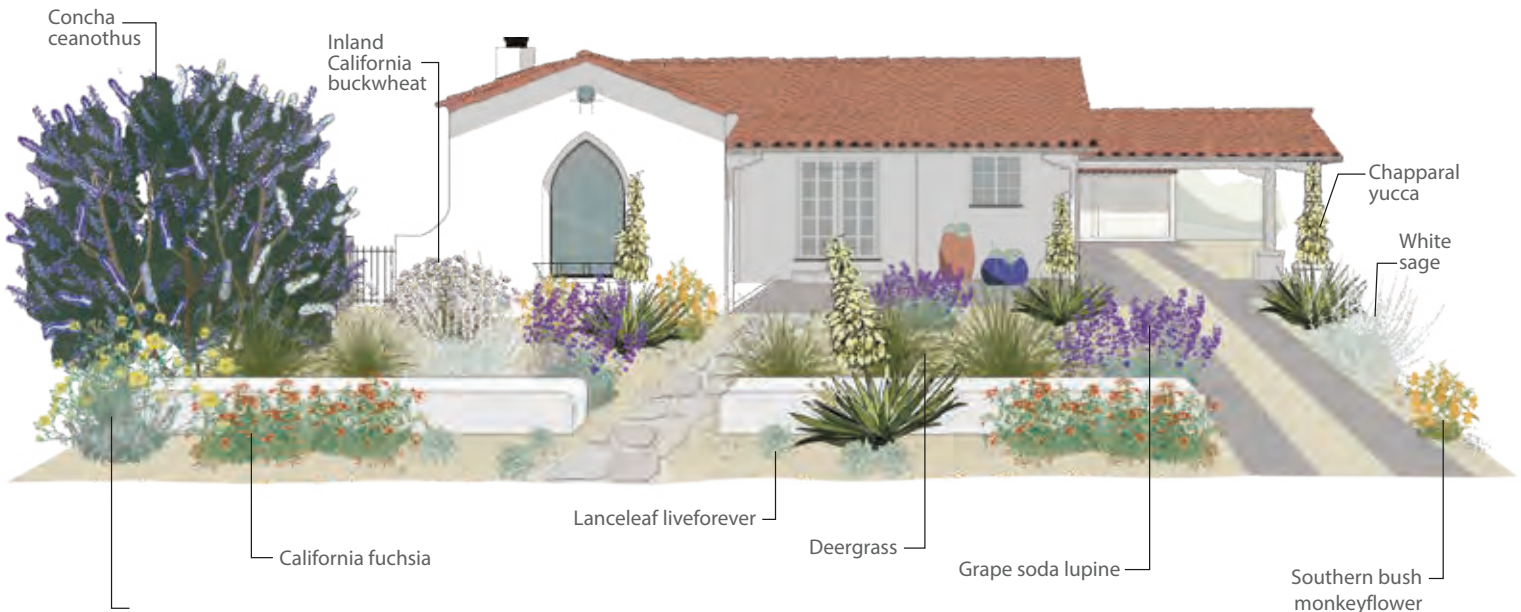 Concha
ceanothus
Inland
California
buckwheat
Chapparal
yucca
White
sage
Lanceleaf liveforever
California fuchsia
Deergrass
Grape soda lupine
Southern bush
monkeyflower